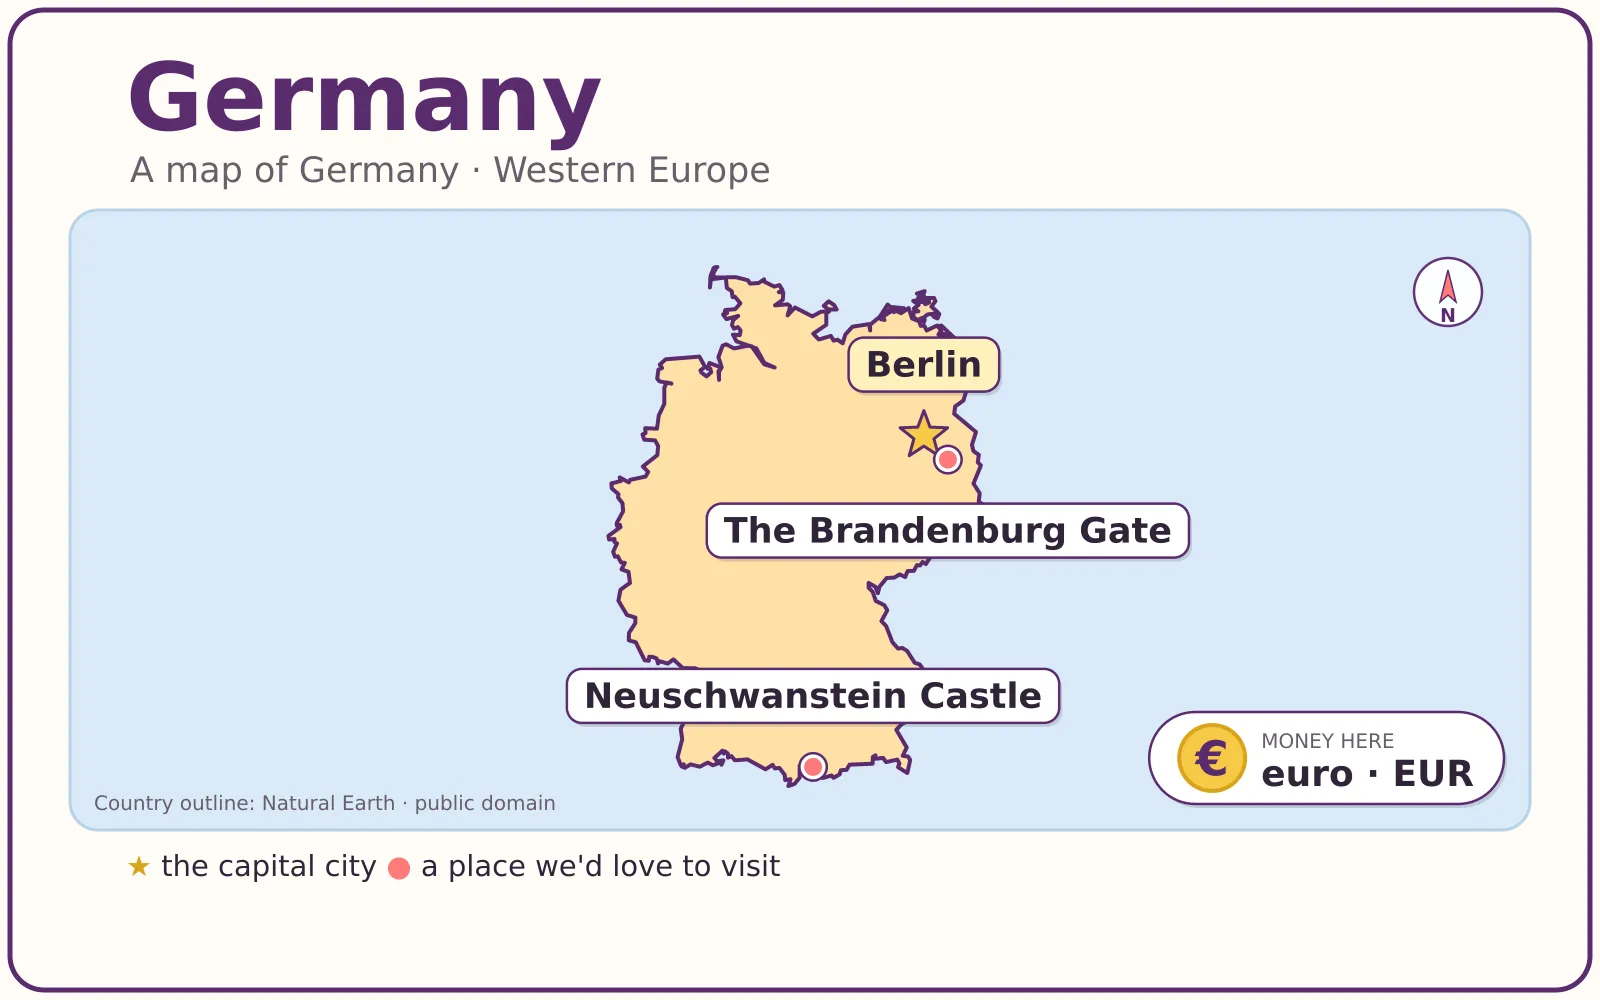 Germany
A map of Germany · Western Europe
N
Berlin
The Brandenburg Gate
Neuschwanstein Castle
€
MONEY HERE
euro · EUR
Country outline: Natural Earth · public domain
★ the capital city ● a place we'd love to visit